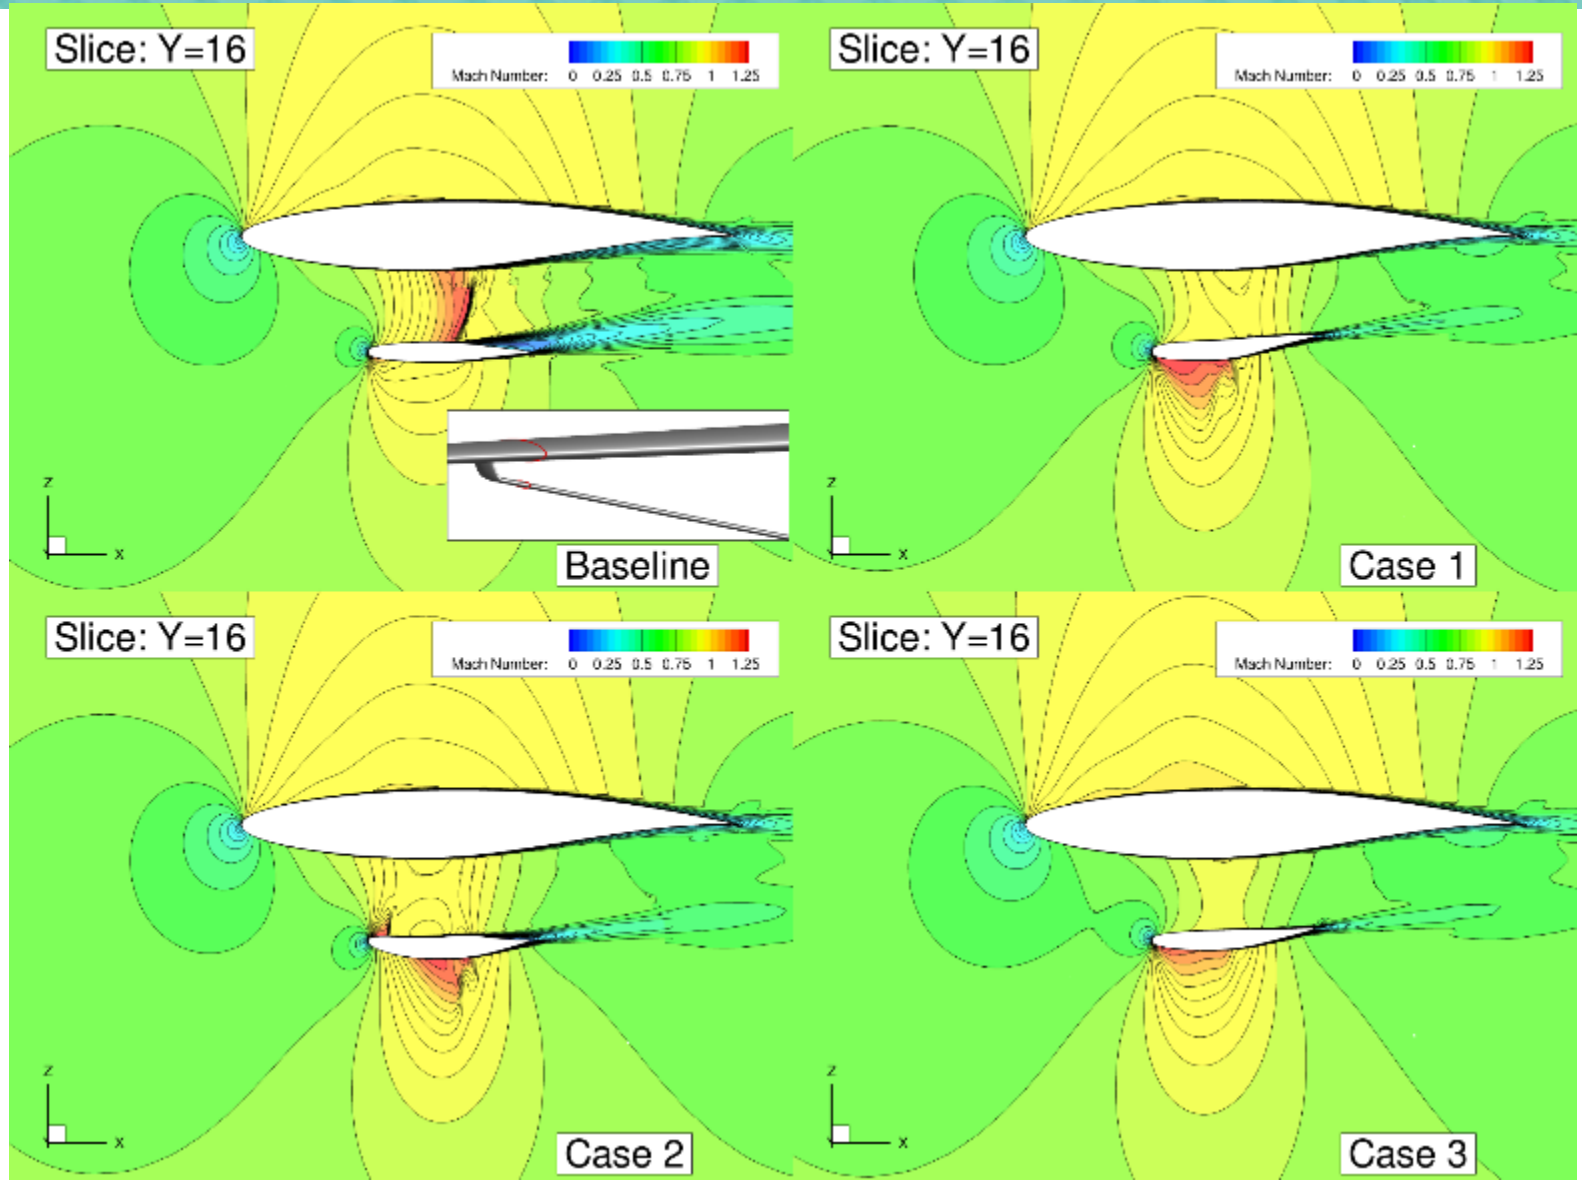 Slice: Y=16
Mach Number: 0 0.25 0.5 0.75 1 1.25
z
x
Baseline
Slice: Y=16
Mach Number: 0 0.25 0.5 0.75 1 1.25
z
x
Case 1
Slice: Y=16
Mach Number: 0 0.25 0.5 0.75 1 1.25
z
x
Case 2
Slice: Y=16
Mach Number: 0 0.25 0.5 0.75 1 1.25
z
x
Case 3